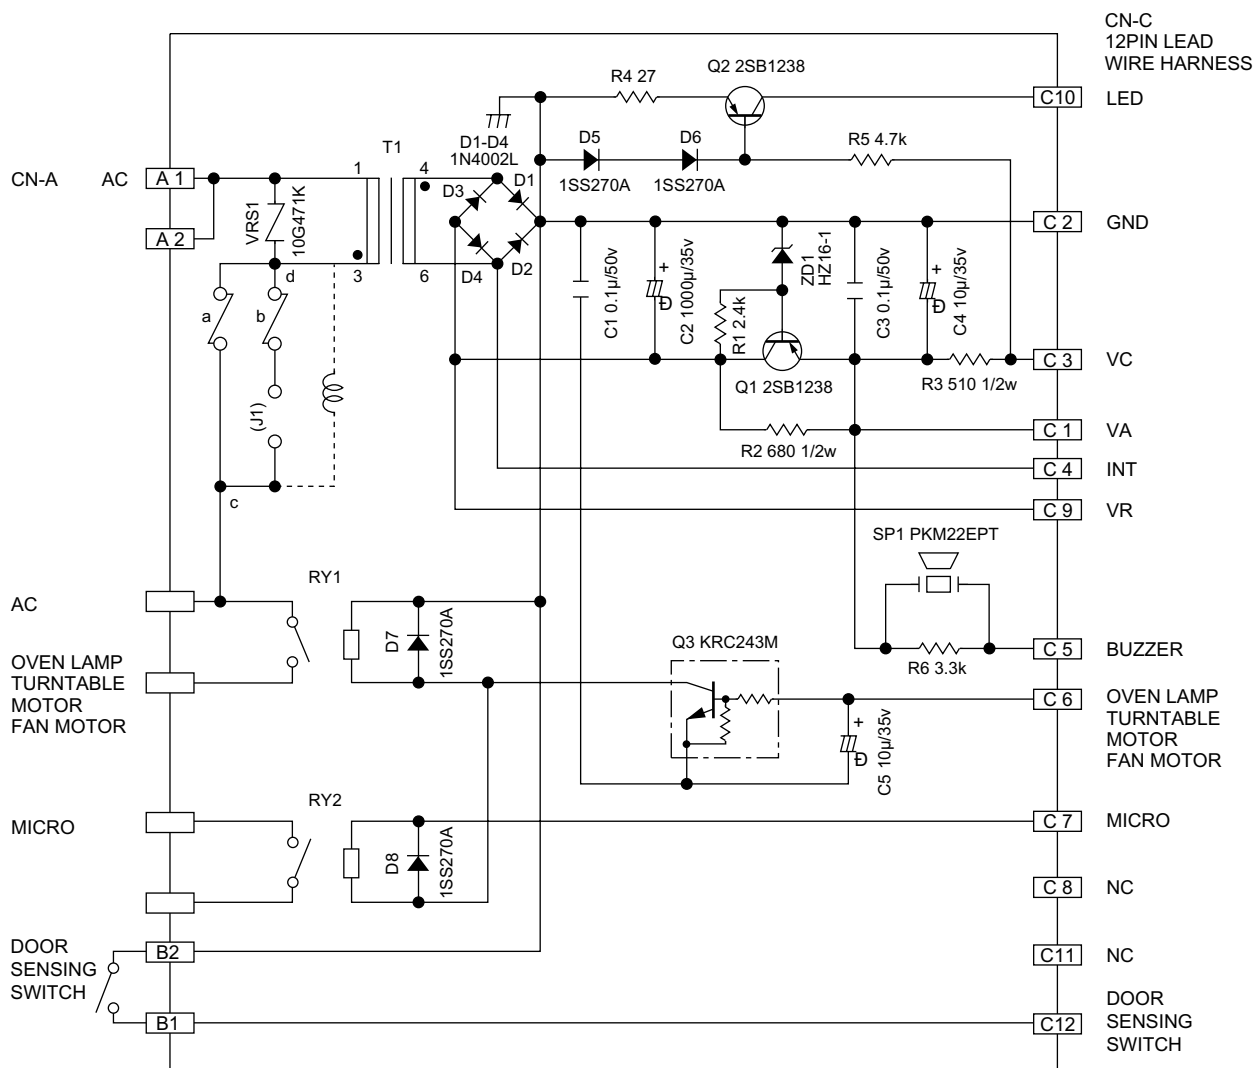 CN-C
12PIN LEAD
WIRE HARNESS
Q2 2SB1238
R4 27
C10 LED
D1-D4
1N4002L
D5
D6
1SS270A
1SS270A
R5 4.7k
T1
CN-A AC A 1
1
4
D3
D1
VRS1
10G471K
A 2
C 2 GND
3
6
D4
D2
d
a
b
C1 0.1µ/50v
+
Ð
C2 1000µ/35v
ZD1
HZ16-1
R1 2.4k
C3 0.1µ/50v
+
Ð
C4 10µ/35v
Q1 2SB1238
R3 510 1/2w
C 3 VC
(J1)
R2 680 1/2w
C 1 VA
C 4 INT
c
C 9 VR
SP1 PKM22EPT
RY1
AC
D7
1SS270A
Q3 KRC243M
R6 3.3k
C 5 BUZZER
OVEN LAMP
TURNTABLE
MOTOR
FAN MOTOR
+
Ð
C5 10µ/35v
C 6 OVEN LAMP
TURNTABLE
MOTOR
FAN MOTOR
RY2
MICRO
D8
1SS270A
C 7 MICRO
C 8 NC
DOOR
SENSING
SWITCH
B2
C11 NC
B1
C12 DOOR
SENSING
SWITCH